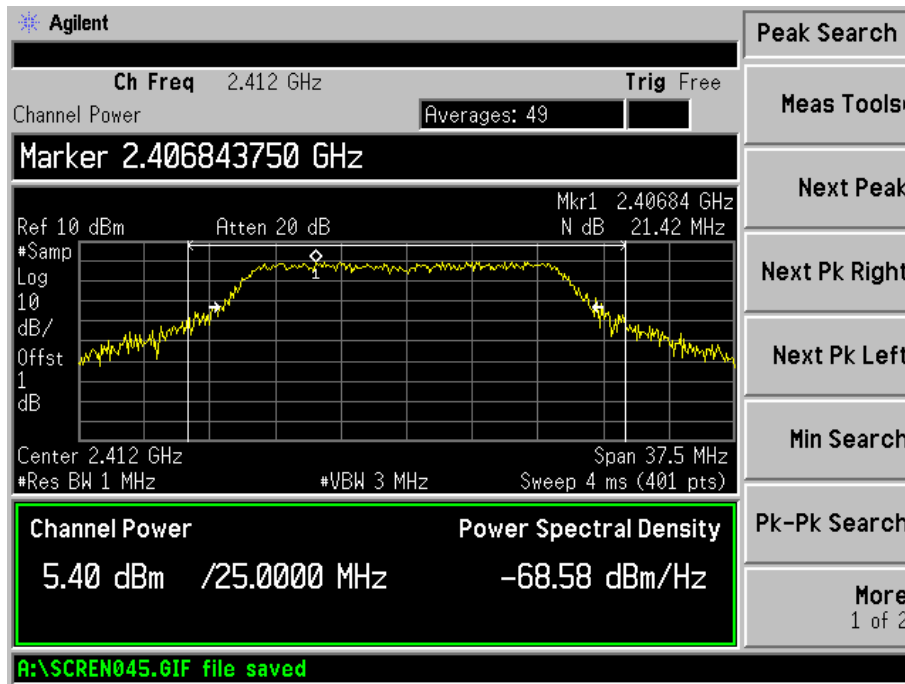 Agilent
Ch Freq 2.412 GHz Trig Free
Channel Power Averages: 49
Marker 2.406843750 GHz
Mkr1 2.40684 GHz
Ref 10 dBm Atten 20 dB N dB 21.42 MHz
#Samp
Log
10
dB/
Offst
1
dB
1
Center 2.412 GHz Span 37.5 MHz
#Res BW 1 MHz #VBW 3 MHz Sweep 4 ms (401 pts)
Channel Power Power Spectral Density
5.40 dBm /25.0000 MHz -68.58 dBm/Hz
A:\SCREN045.GIF file saved
Peak Search
Meas Tools
Next Peak
Next Pk Right
Next Pk Left
Min Search
Pk-Pk Search
More
1 of 2